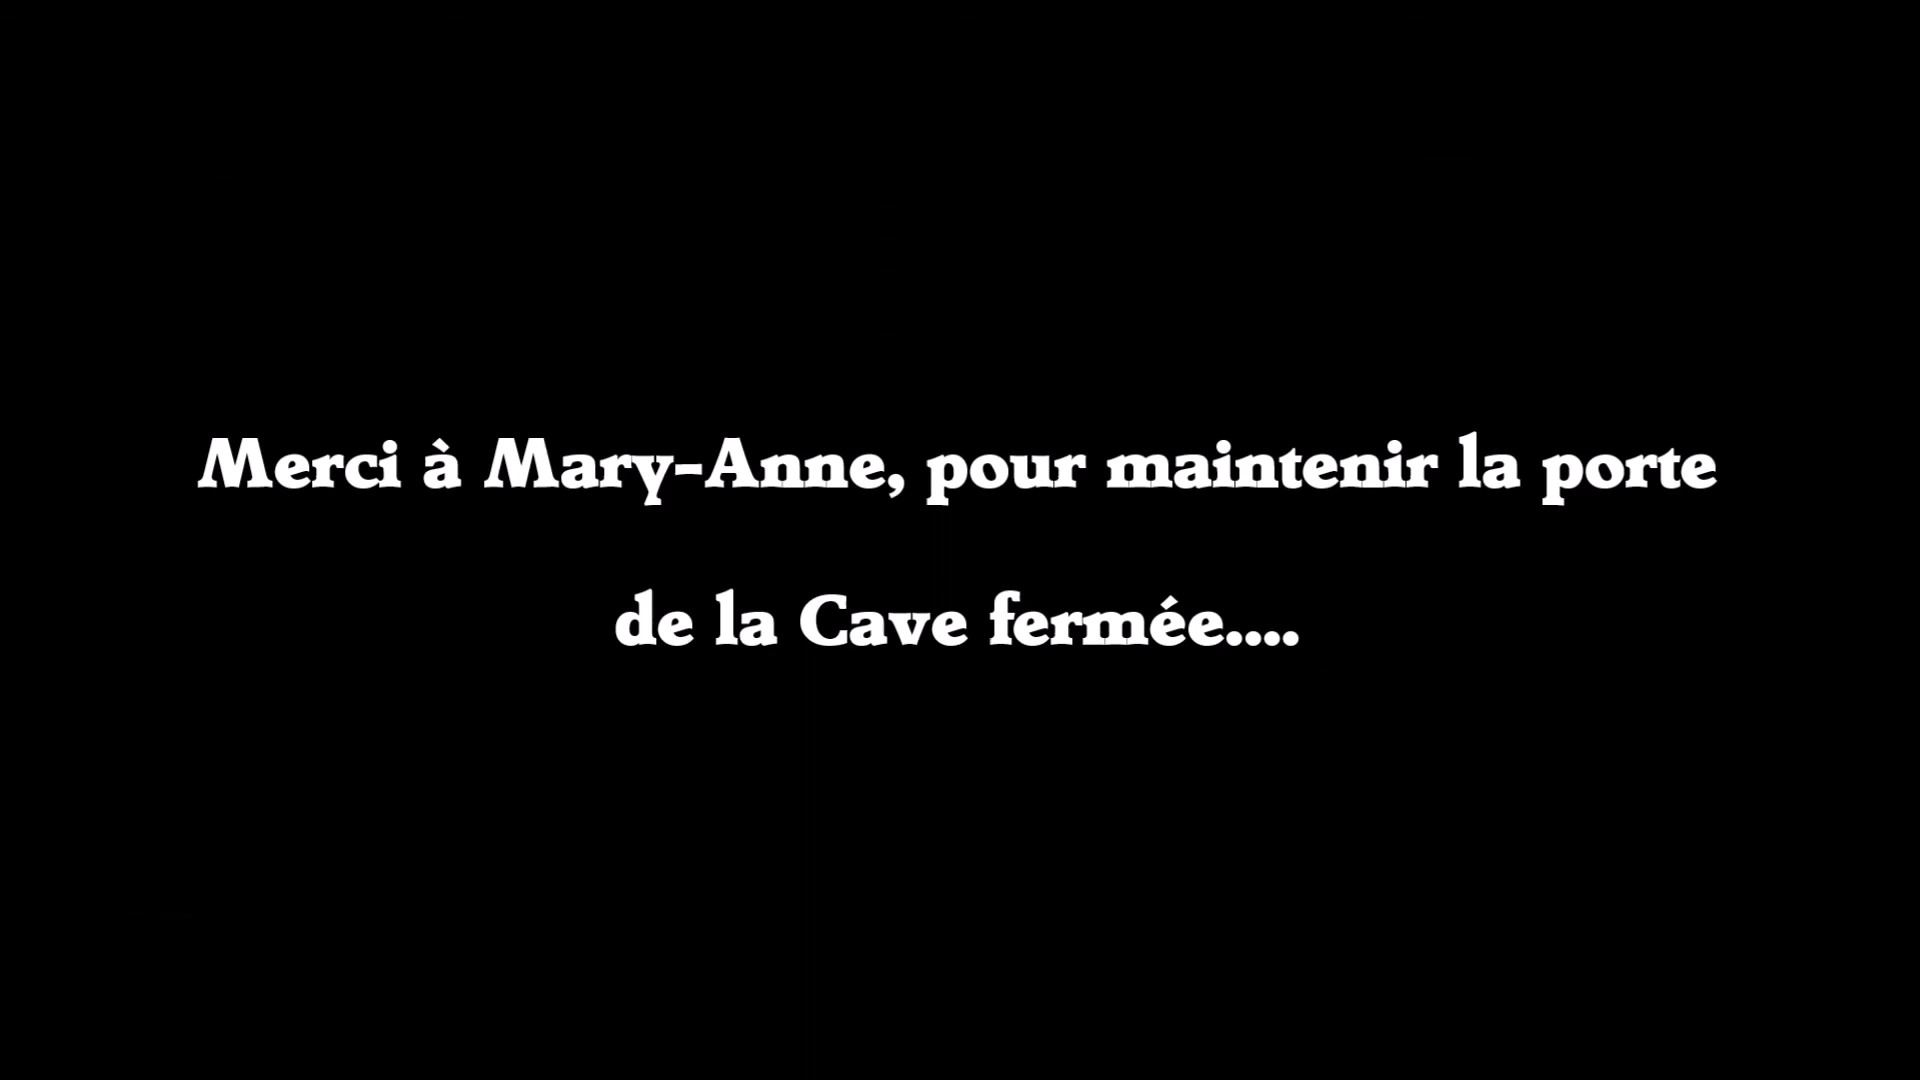 Merci à Mary-Anne, pour maintenir la porte
de la Cave fermée....